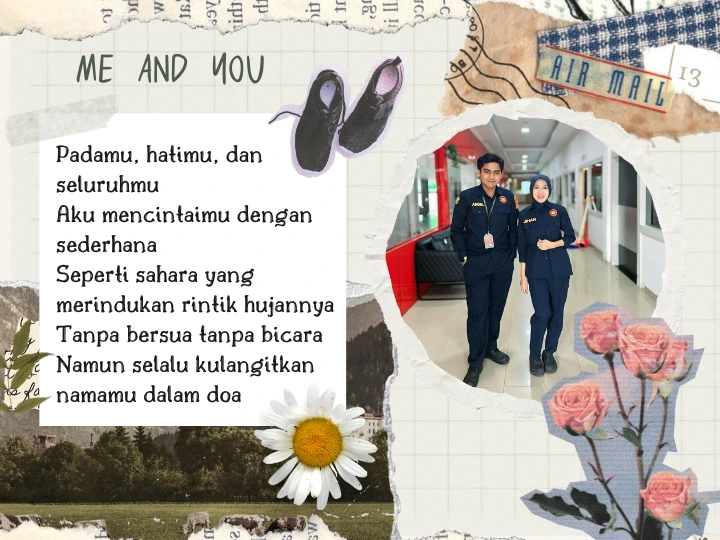 ME AND YOU
AIR MAIL
13
Padamu, hatimu, dan
seluruhmu
Aku mencintaimu dengan
sederhana
Seperti sahara yang
merindukan rintik hujannya
Tanpa bersua tanpa bicara
Namun selalu kulangitkan
namamu dalam doa